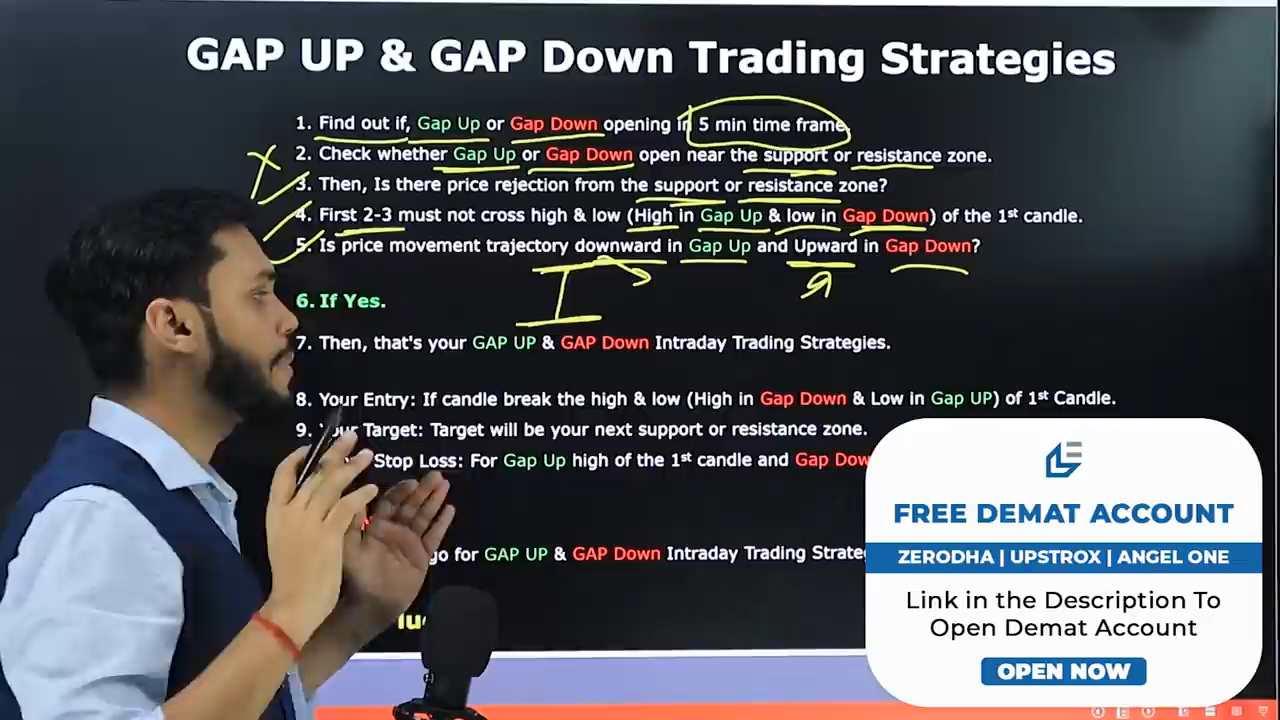 GAP UP & GAP Down Trading Strategies
1. Find out if, Gap Up or Gap Down opening in 5 min time frame.
2. Check whether Gap Up or Gap Down open near the support or resistance zone.
3. Then, Is there price rejection from the support or resistance zone?
4. First 2-3 must not cross high & low (High in Gap Up & low in Gap Down) of the 1st candle.
5. Is price movement trajectory downward in Gap Up and Upward in Gap Down?
6. If Yes.
7. Then, that's your GAP UP & GAP Down Intraday Trading Strategies.
8. Your Entry: If candle break the high & low (High in Gap Down & Low in Gap UP) of 1st Candle.
9. Your Target: Target will be your next support or resistance zone.
Stop Loss: For Gap Up high of the 1st candle and Gap
go for GAP UP & GAP Down Intraday Trading
FREE DEMAT ACCOUNT
ZERODHA | UPSTROX | ANGEL ONE
Link in the Description To
Open Demat Account
OPEN NOW